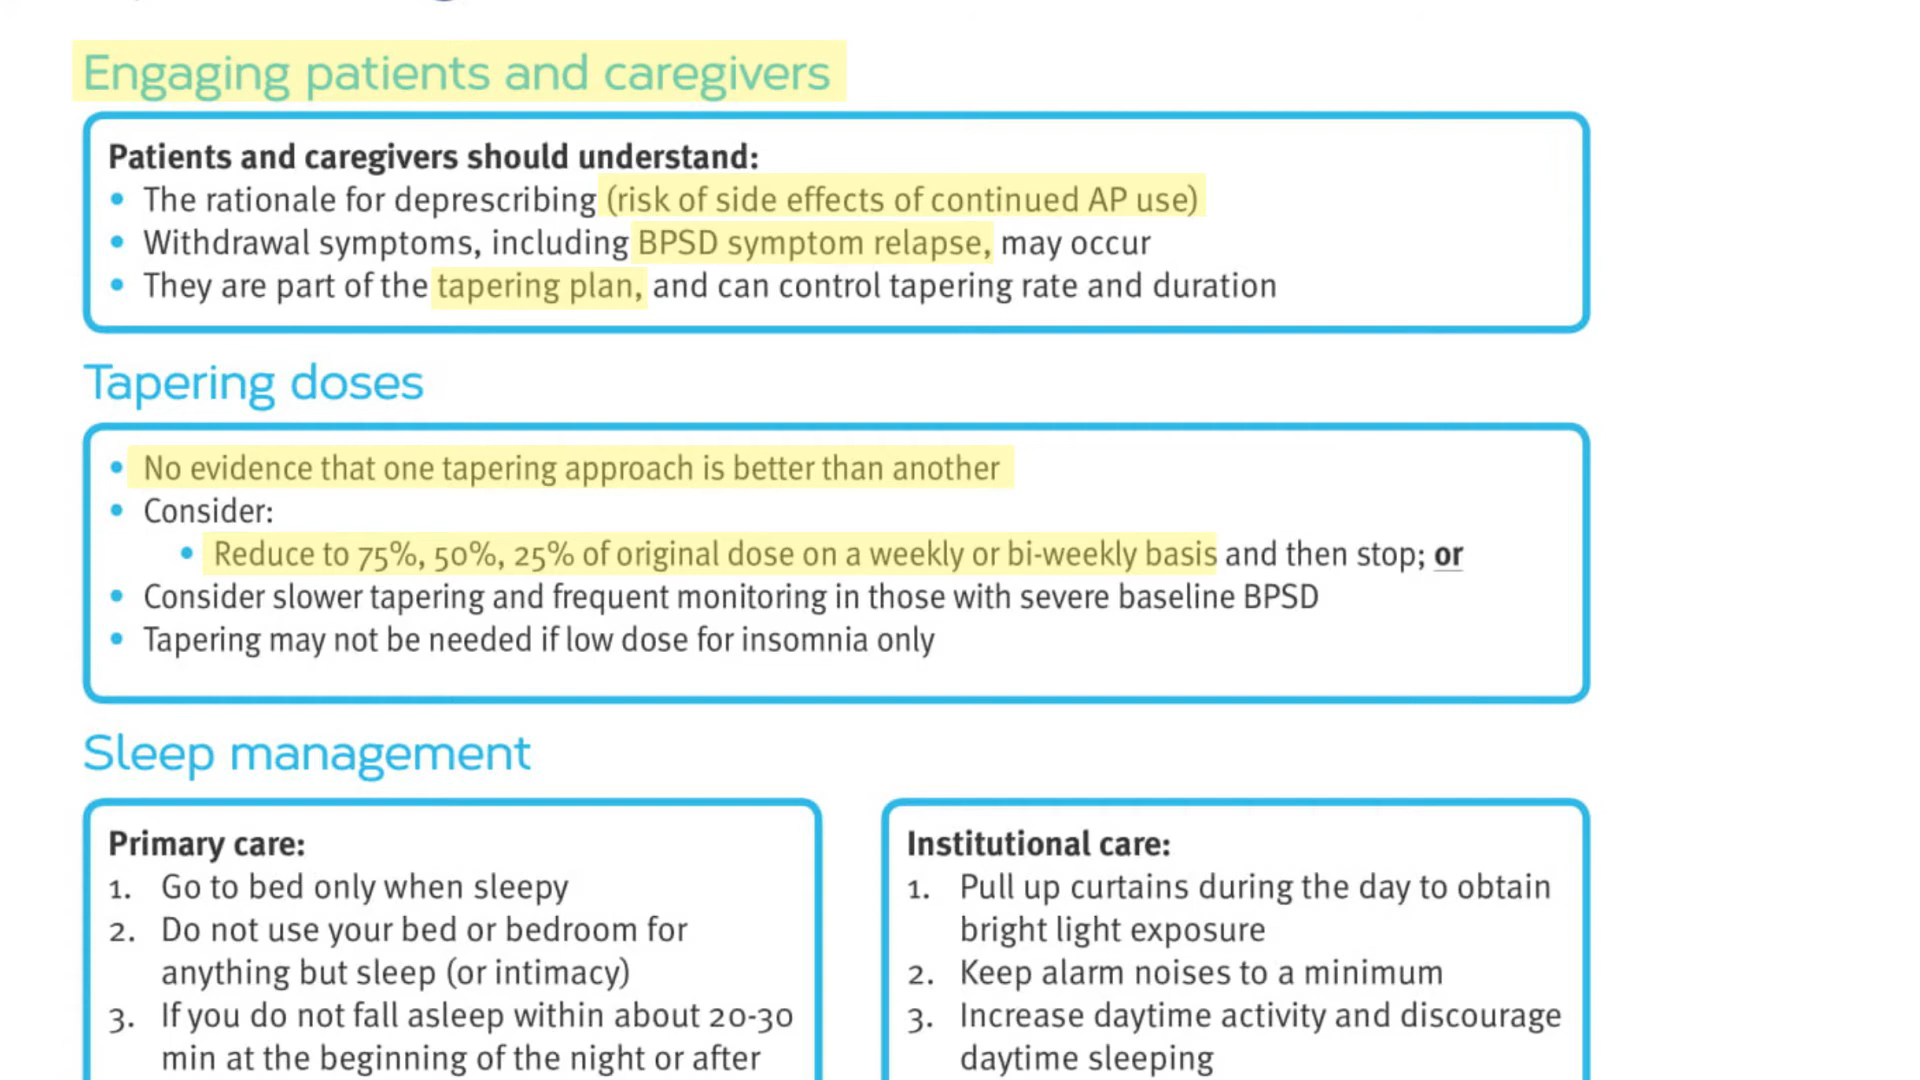 Engaging patients and caregivers
Patients and caregivers should understand:
• The rationale for deprescribing (risk of side effects of continued AP use)
• Withdrawal symptoms, including BPSD symptom relapse, may occur
• They are part of the tapering plan, and can control tapering rate and duration
Tapering doses
• No evidence that one tapering approach is better than another
• Consider:
• Reduce to 75%, 50%, 25% of original dose on a weekly or bi-weekly basis and then stop; or
• Consider slower tapering and frequent monitoring in those with severe baseline BPSD
• Tapering may not be needed if low dose for insomnia only
Sleep management
Primary care:
1. Go to bed only when sleepy
2. Do not use your bed or bedroom for
anything but sleep (or intimacy)
3. If you do not fall asleep within about 20-30
min at the beginning of the night or after
Institutional care:
1. Pull up curtains during the day to obtain
bright light exposure
2. Keep alarm noises to a minimum
3. Increase daytime activity and discourage
daytime sleeping